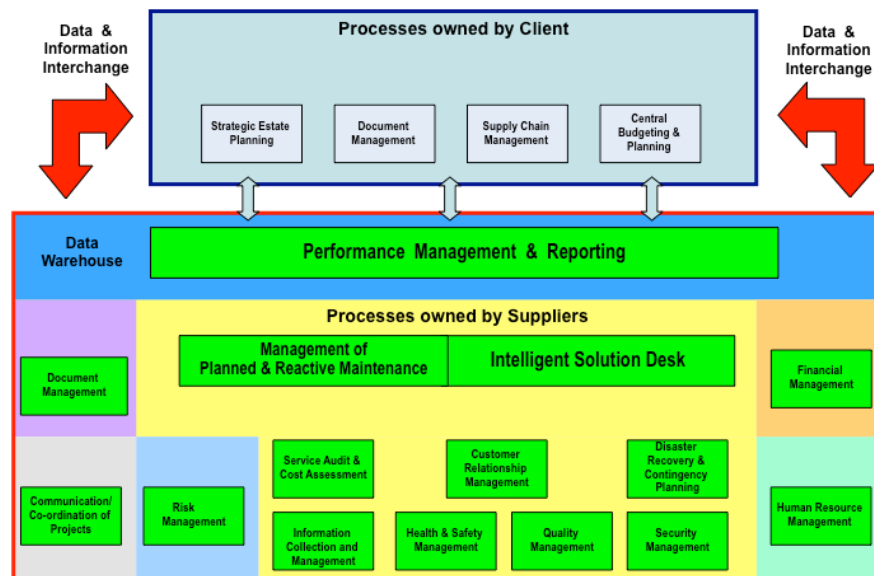 Data &
Information
Interchange
Processes owned by Client
Data &
Information
Interchange
Strategic Estate
Planning
Document
Management
Supply Chain
Management
Central
Budgeting &
Planning
Data
Warehouse
Performance Management & Reporting
Processes owned by Suppliers
Management of
Planned & Reactive Maintenance
Intelligent Solution Desk
Document
Management
Financial
Management
Service Audit &
Cost Assessment
Customer
Relationship
Management
Disaster
Recovery &
Contingency
Planning
Communication/
Co-ordination of
Projects
Risk
Management
Information
Collection and
Management
Health & Safety
Management
Quality
Management
Security
Management
Human Resource
Management